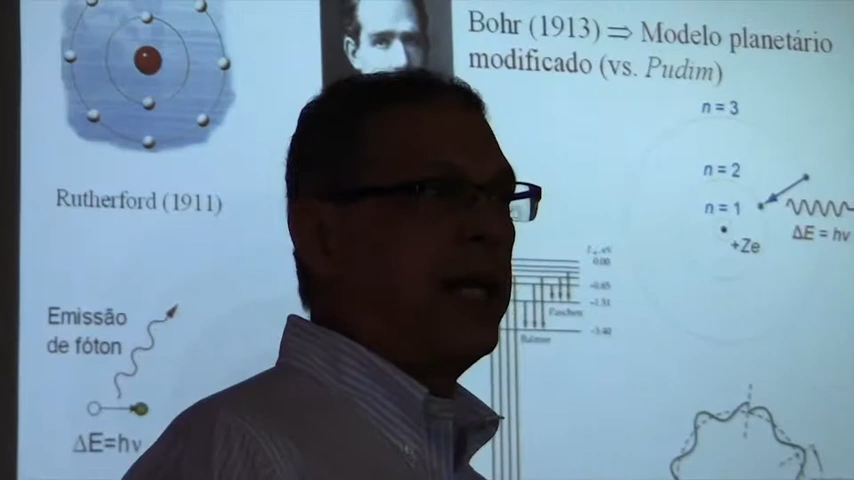 Bohr (1913) ⇒ Modelo planetário
modificado (vs. Pudim)
n = 3
n = 2
n = 1
+Ze
ΔE = hν
Rutherford (1911)
0.00
-0.65
-1.51
Paschen
-3.40
Balmer
Emissão
de fóton
ΔE=hν